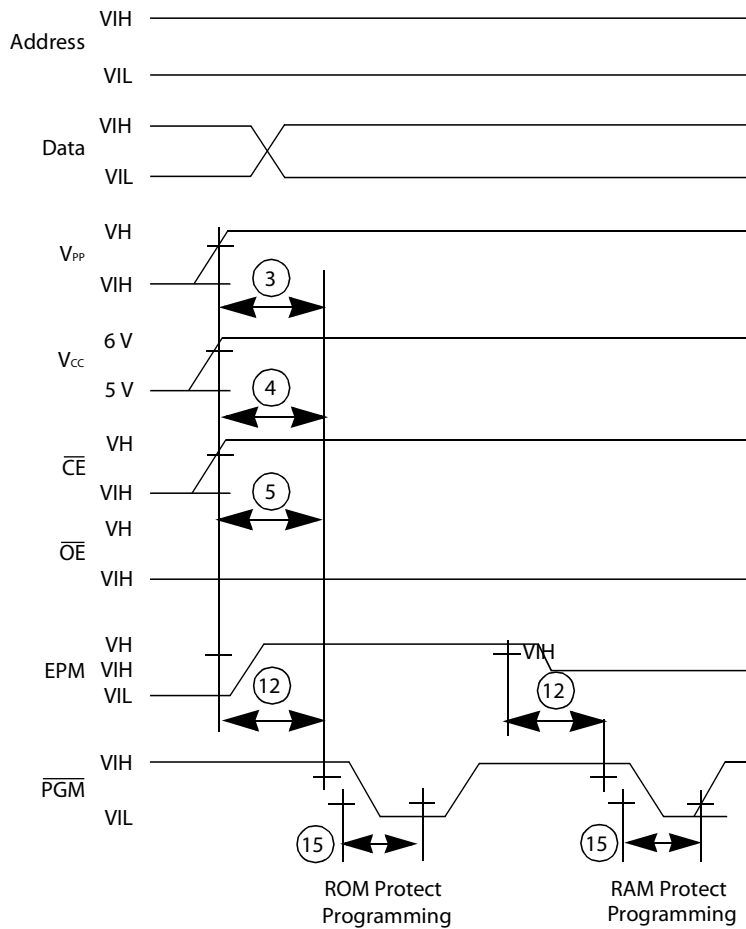 VIH
Address
VIL
VIH
Data
VIL
VH
VPP
VIH
3
6 V
VCC
5 V
4
VH
CE
VIH
5
VH
OE
VIH
VH
EPM
VIH
VIL
12
VIH
12
VIH
PGM
VIL
15
15
ROM Protect
Programming
RAM Protect
Programming